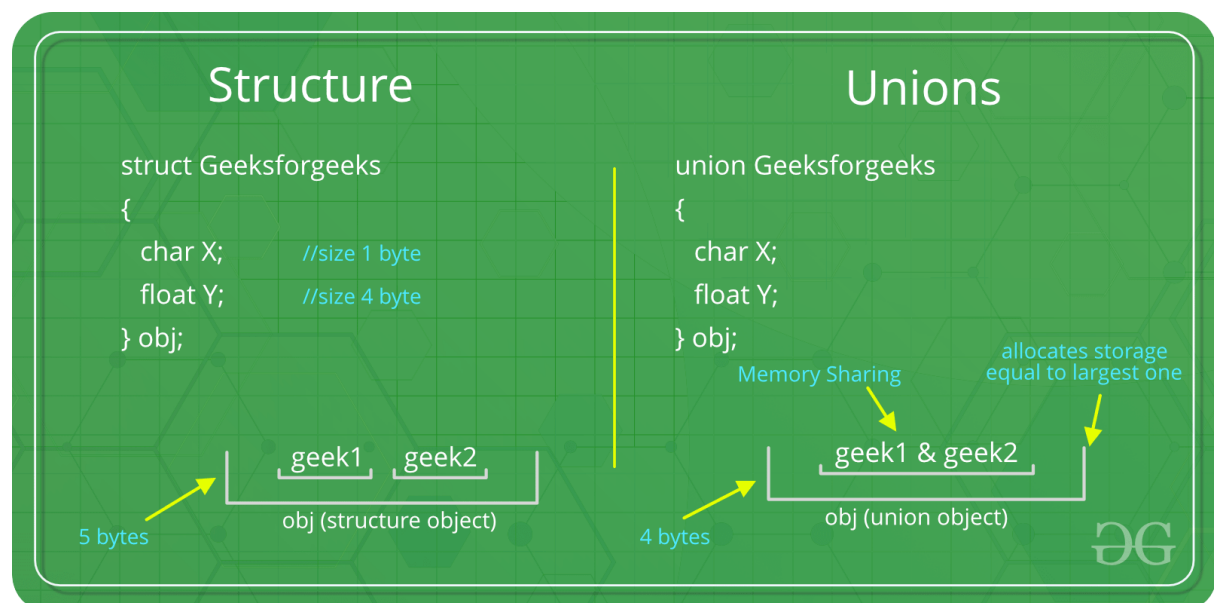 Structure
struct Geeksforgeeks
{
char X; //size 1 byte
float Y; //size 4 byte
} obj;
geek1 geek2
obj (structure object)
5 bytes
Unions
union Geeksforgeeks
{
char X;
float Y;
} obj;
allocates storage
equal to largest one
Memory Sharing
geek1 & geek2
obj (union object)
4 bytes